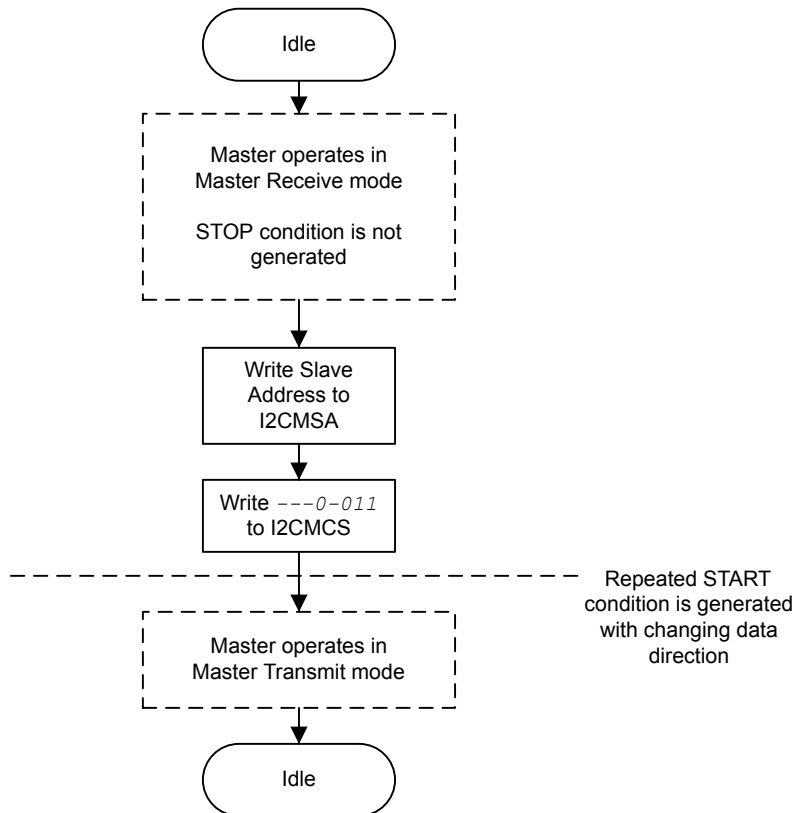 Idle
Master operates in
Master Receive mode
STOP condition is not
generated
Write Slave
Address to
I2CMSA
Write ---0-011
to I2CMCS
Repeated START
condition is generated
with changing data
direction
Master operates in
Master Transmit mode
Idle